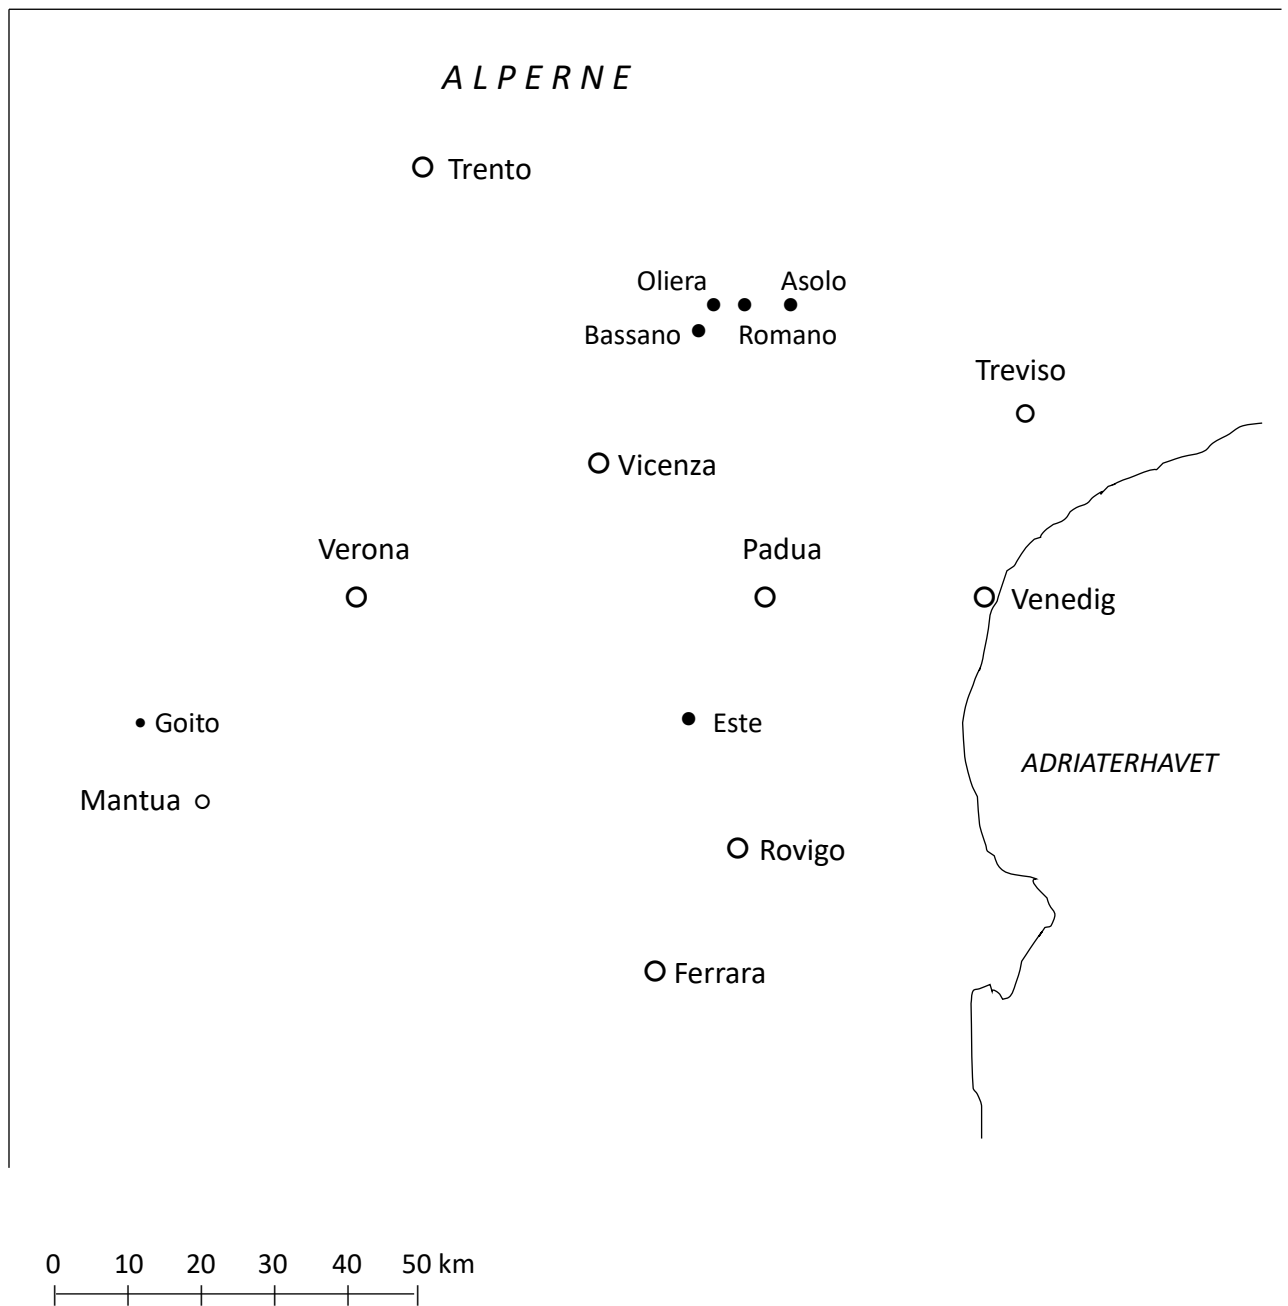 ALPERNE
Trento
Oliera Asolo
Bassano Romano
Treviso
Vicenza
Verona Padua
Venedig
Goito Este
ADRIATERHAVET
Mantua
Rovigo
Ferrara
0 10 20 30 40 50 km